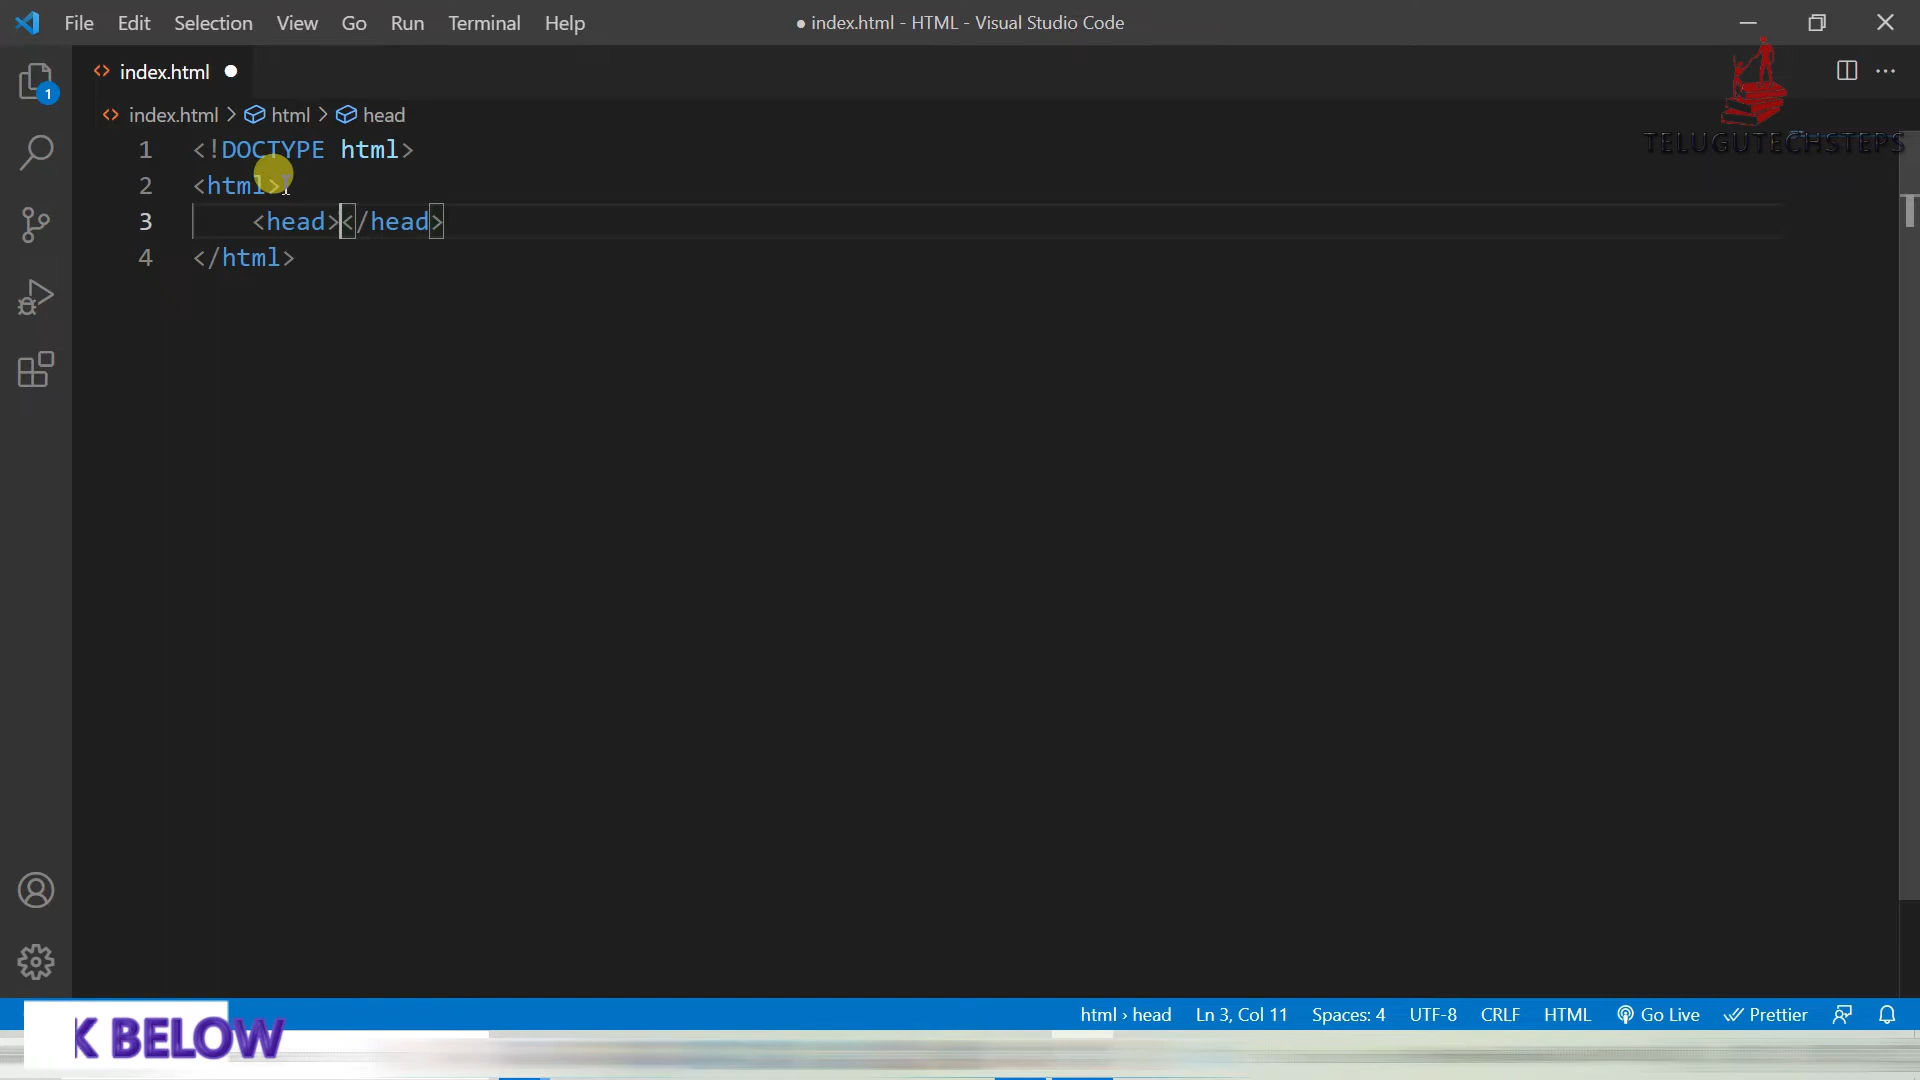 File Edit Selection View Go Run Terminal Help
● index.html - HTML - Visual Studio Code
index.html
TELUGUTECHSTEPS
1
index.html > html > head
1 <!DOCTYPE html>
2 <html>
3 <head></head>
4 </html>
html › head Ln 3, Col 11 Spaces: 4 UTF-8 CRLF HTML Go Live Prettier
K BELOW